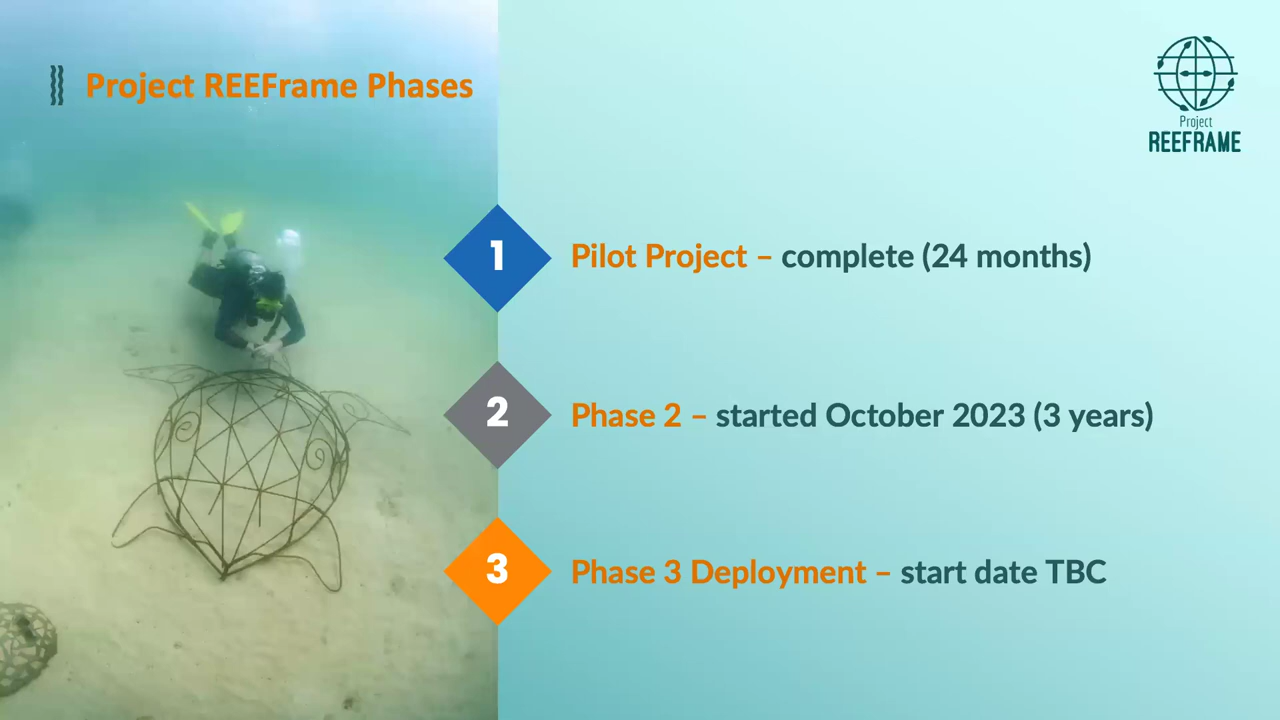 Project REEFrame Phases
Project
REEFRAME
1
Pilot Project – complete (24 months)
2
Phase 2 – started October 2023 (3 years)
3
Phase 3 Deployment – start date TBC